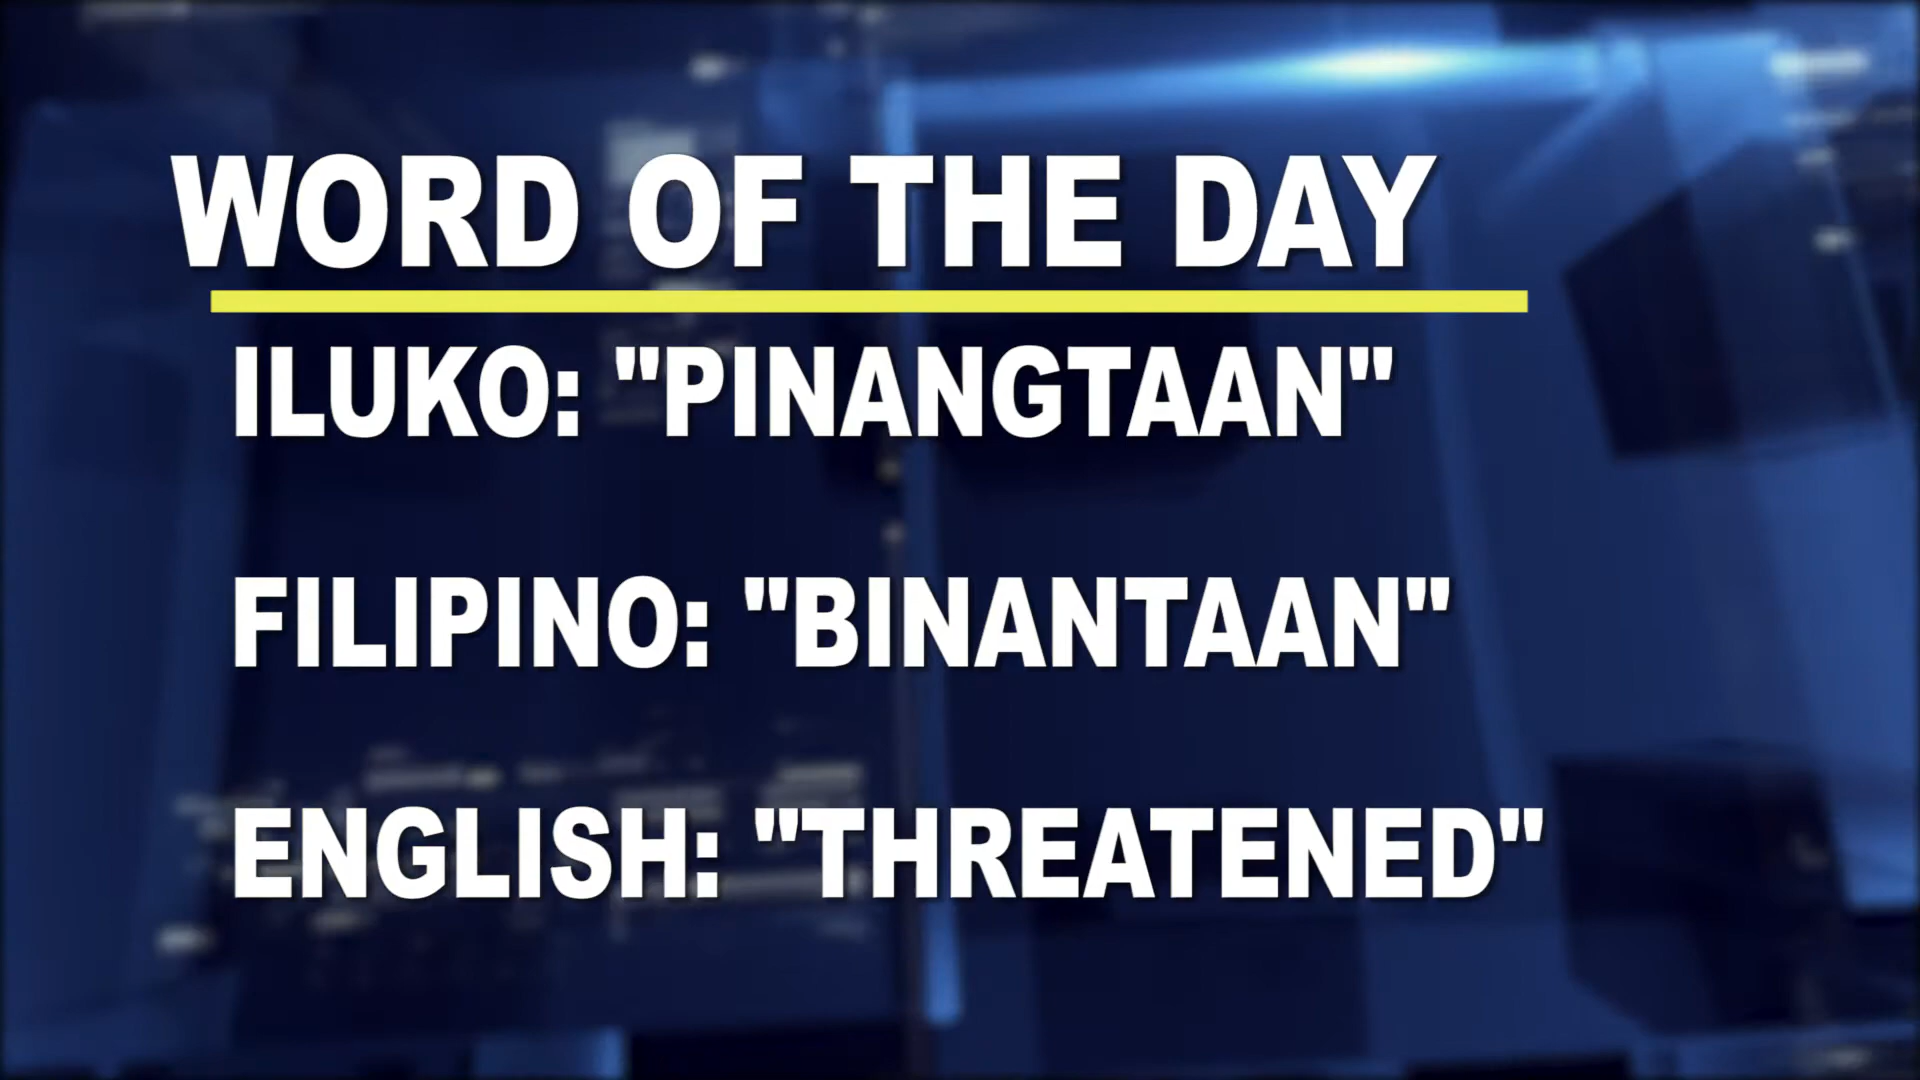 WORD OF THE DAY
ILUKO: "PINANGTAAN"
FILIPINO: "BINANTAAN"
ENGLISH: "THREATENED"